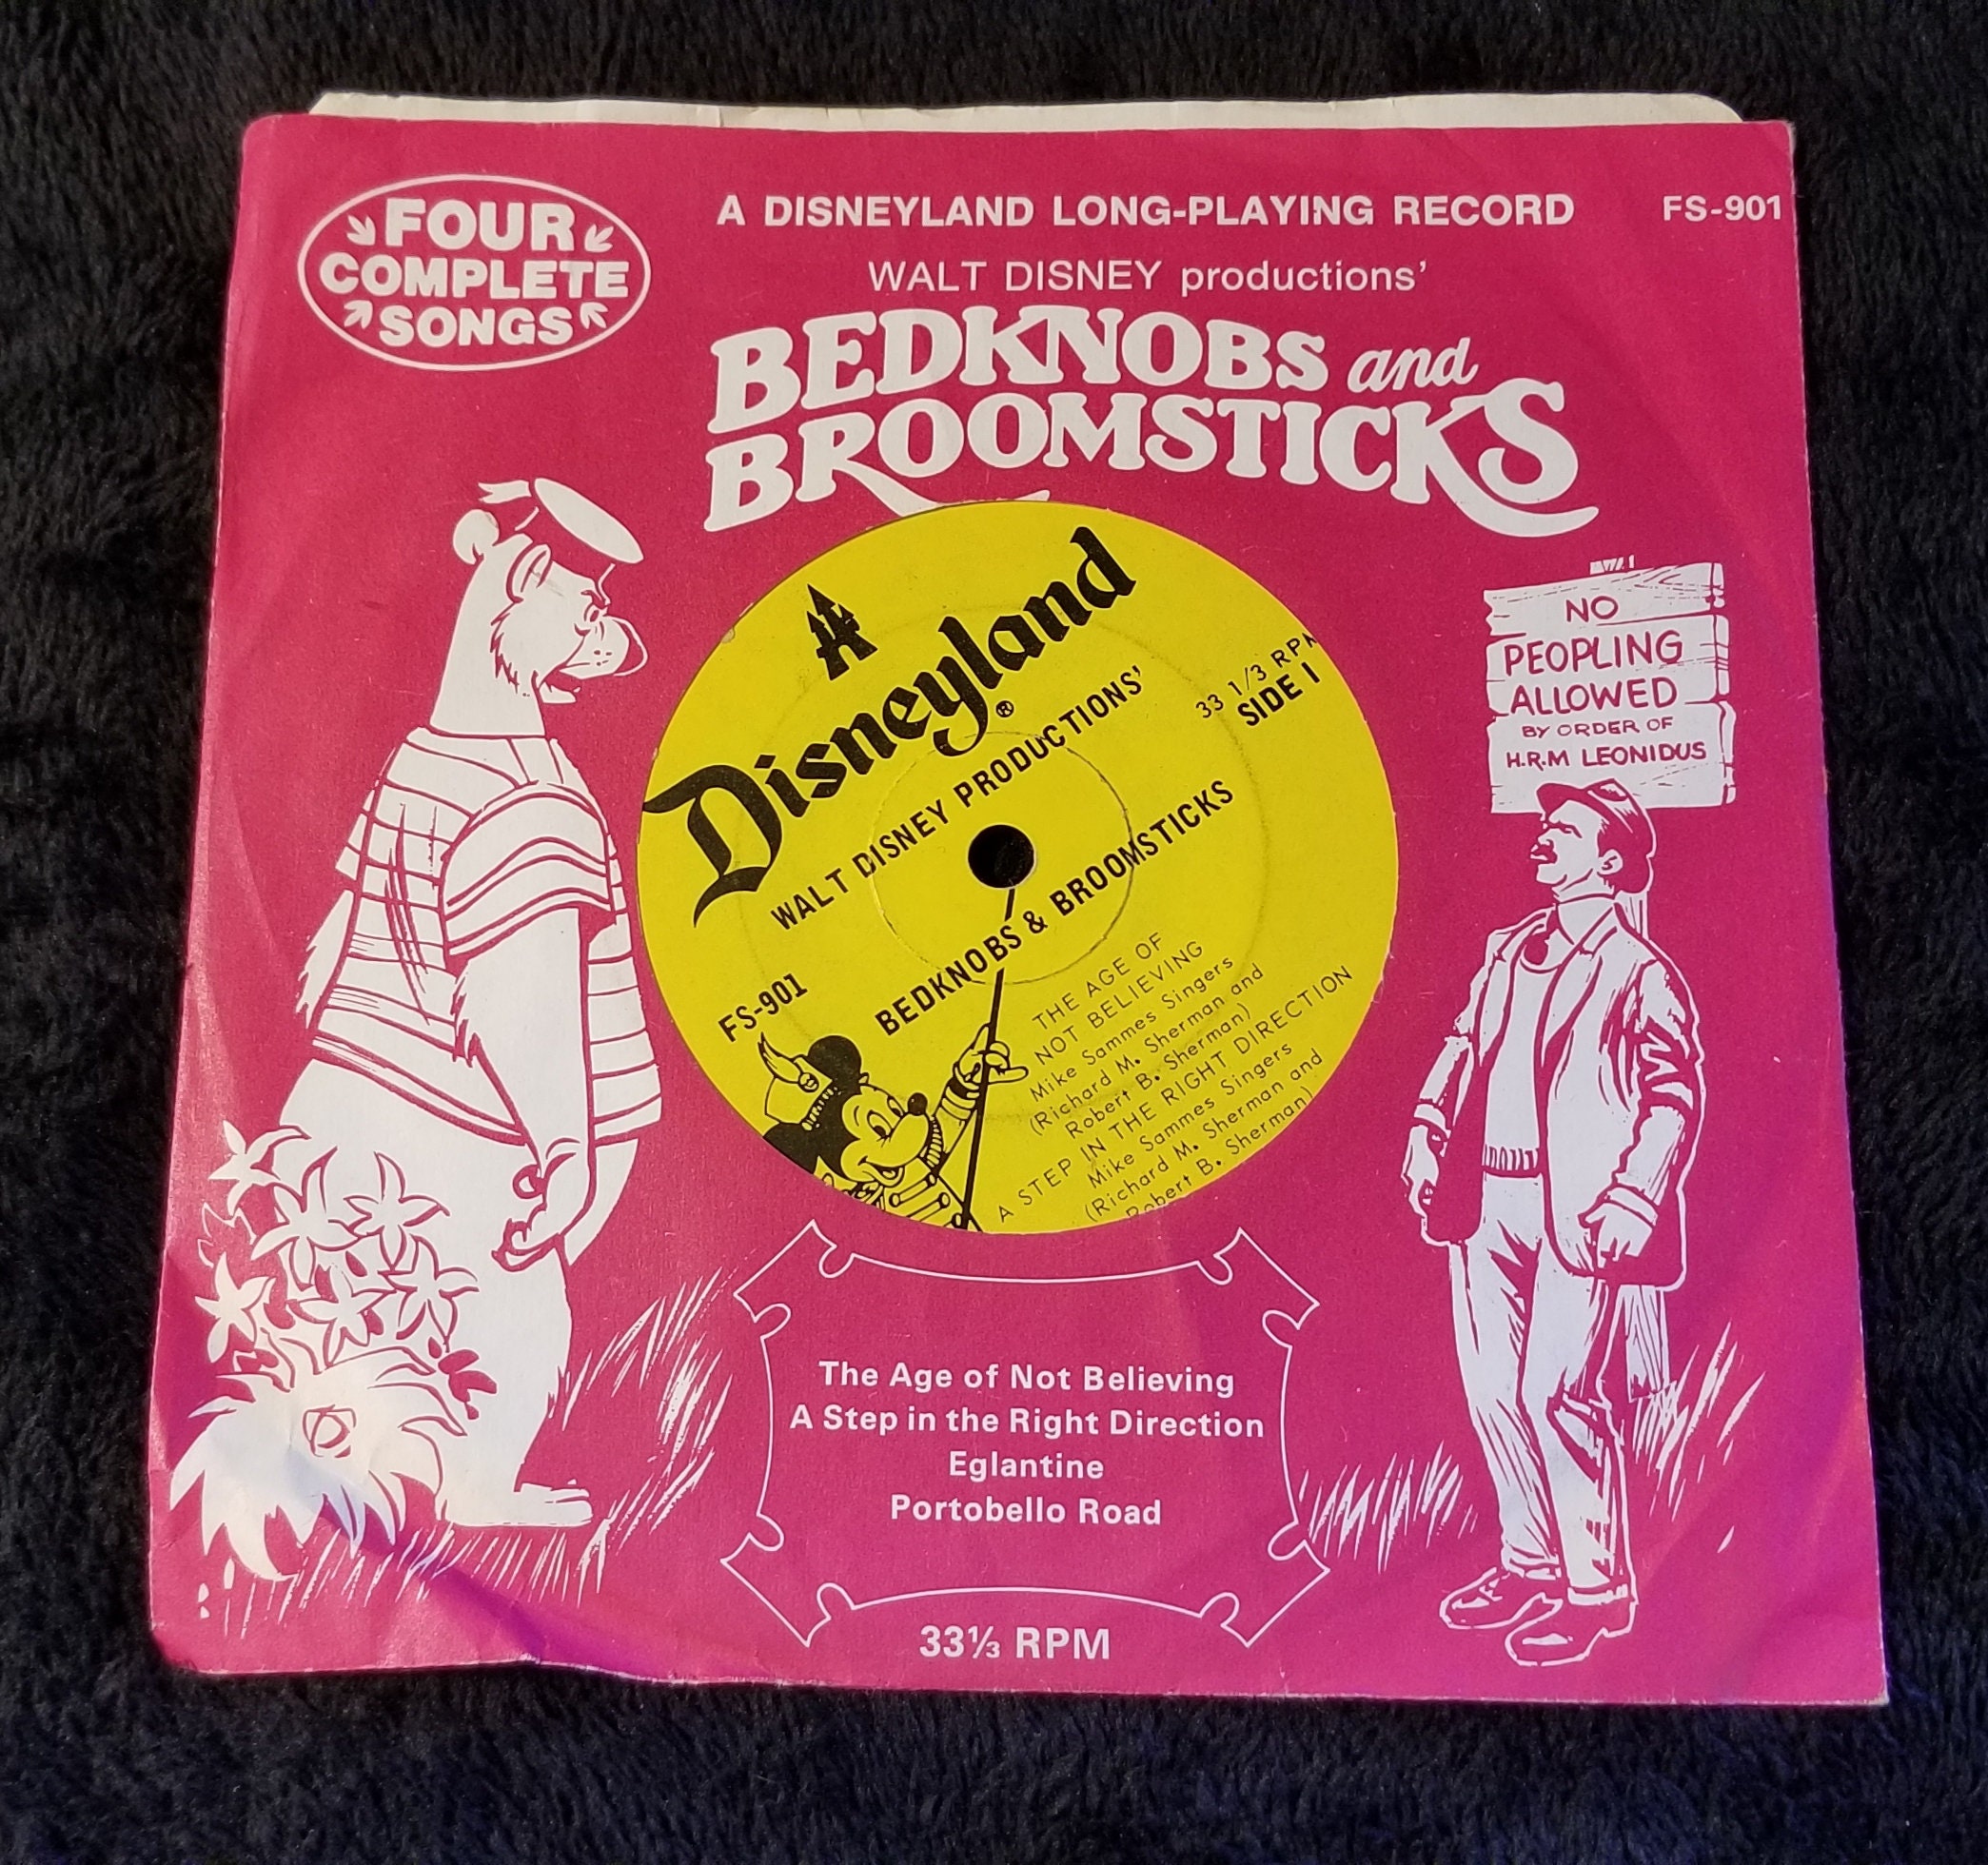 FOUR
COMPLETE
SONGS
A DISNEYLAND LONG-PLAYING RECORD
FS-901
WALT DISNEY productions'
BEDKNOBS and
BROOMSTICKS
Disneyland
®
WALT DISNEY PRODUCTIONS'
33 1/3 RPM
SIDE 1
BEDKNOBS & BROOMSTICKS
FS-901
THE AGE OF
NOT BELIEVING
Mike Sammes Singers
(Richard M. Sherman and
Robert B. Sherman)
A STEP IN THE RIGHT DIRECTION
Mike Sammes Singers
(Richard M. Sherman and
Robert B. Sherman)
NO
PEOPLING
ALLOWED
BY ORDER OF
H.R.M LEONIDUS
The Age of Not Believing
A Step in the Right Direction
Eglantine
Portobello Road
33⅓ RPM